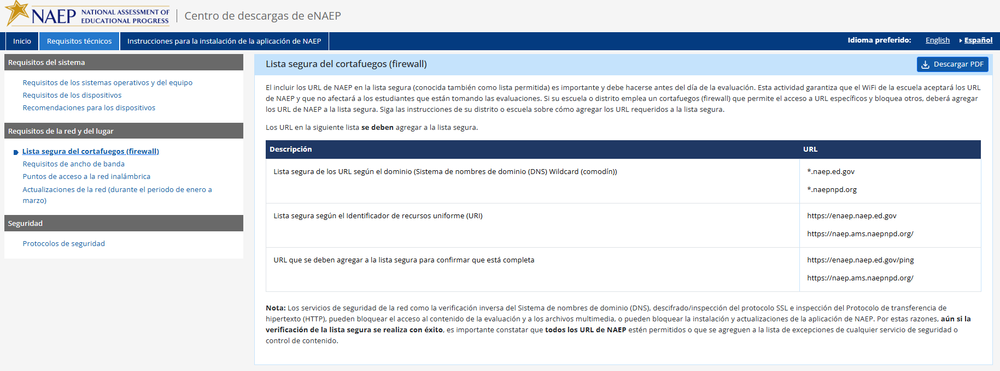 NAEP NATIONAL ASSESSMENT OF
EDUCATIONAL PROGRESS
Centro de descargas de eNAEP
Inicio
Requisitos técnicos
Instrucciones para la instalación de la aplicación de NAEP
Idioma preferido:
English
Español
Requisitos del sistema
Requisitos de los sistemas operativos y del equipo
Requisitos de los dispositivos
Recomendaciones para los dispositivos
Requisitos de la red y del lugar
Lista segura del cortafuegos (firewall)
Requisitos de ancho de banda
Puntos de acceso a la red inalámbrica
Actualizaciones de la red (durante el periodo de enero a
marzo)
Seguridad
Protocolos de seguridad
Lista segura del cortafuegos (firewall)
Descargar PDF
El incluir los URL de NAEP en la lista segura (conocida también como lista permitida) es importante y debe hacerse antes del día de la evaluación. Esta actividad garantiza que el WiFi de la escuela aceptará los URL
de NAEP y que no afectará a los estudiantes que están tomando las evaluaciones. Si su escuela o distrito emplea un cortafuegos (firewall) que permite el acceso a URL específicos y bloquea otros, deberá agregar
los URL de NAEP a la lista segura. Siga las instrucciones de su distrito o escuela sobre cómo agregar los URL requeridos a la lista segura.
Los URL en la siguiente lista se deben agregar a la lista segura.
Descripción
URL
Lista segura de los URL según el dominio (Sistema de nombres de dominio (DNS) Wildcard (comodín))
*.naep.ed.gov
*.naepnpd.org
Lista segura según el Identificador de recursos uniforme (URI)
https://enaep.naep.ed.gov
https://naep.ams.naepnpd.org/
URL que se deben agregar a la lista segura para confirmar que está completa
https://enaep.naep.ed.gov/ping
https://naep.ams.naepnpd.org/
Nota: Los servicios de seguridad de la red como la verificación inversa del Sistema de nombres de dominio (DNS), descifrado/inspección del protocolo SSL e inspección del Protocolo de transferencia de
hipertexto (HTTP), pueden bloquear el acceso al contenido de la evaluación y a los archivos multimedia, o pueden bloquear la instalación y actualizaciones de la aplicación de NAEP. Por estas razones, aún si la
verificación de la lista segura se realiza con éxito, es importante constatar que todos los URL de NAEP estén permitidos o que se agreguen a la lista de excepciones de cualquier servicio de seguridad o
control de contenido.